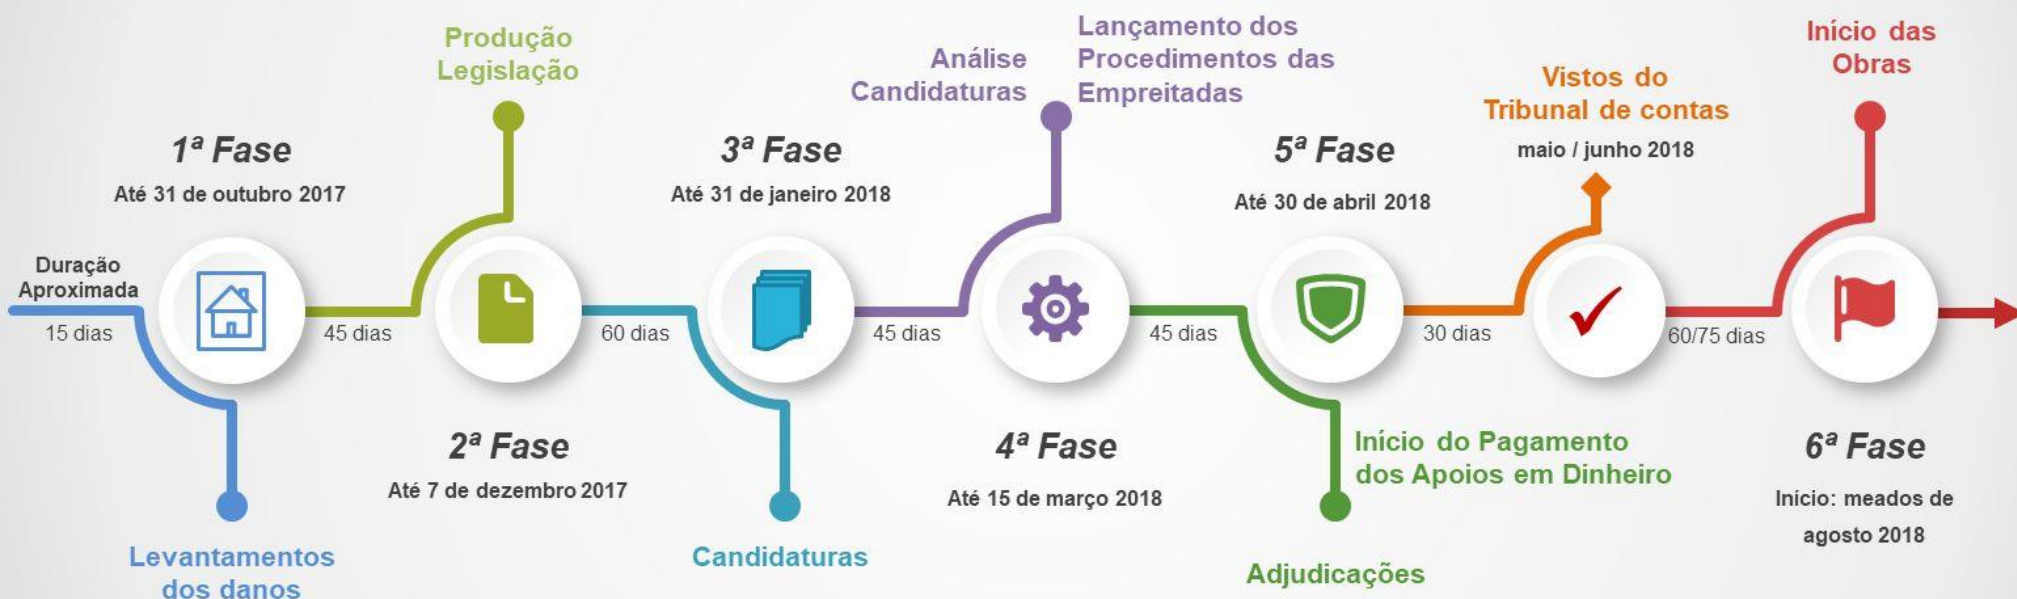 Duração
Aproximada
15 dias
1ª Fase
Até 31 de outubro 2017
Levantamentos
dos danos
45 dias
Produção
Legislação
2ª Fase
Até 7 de dezembro 2017
60 dias
3ª Fase
Até 31 de janeiro 2018
Candidaturas
45 dias
Análise
Candidaturas
Lançamento dos
Procedimentos das
Empreitadas
4ª Fase
Até 15 de março 2018
45 dias
5ª Fase
Até 30 de abril 2018
Início do Pagamento
dos Apoios em Dinheiro
Adjudicações
30 dias
Vistos do
Tribunal de contas
maio / junho 2018
60/75 dias
Início das
Obras
6ª Fase
Início: meados de
agosto 2018